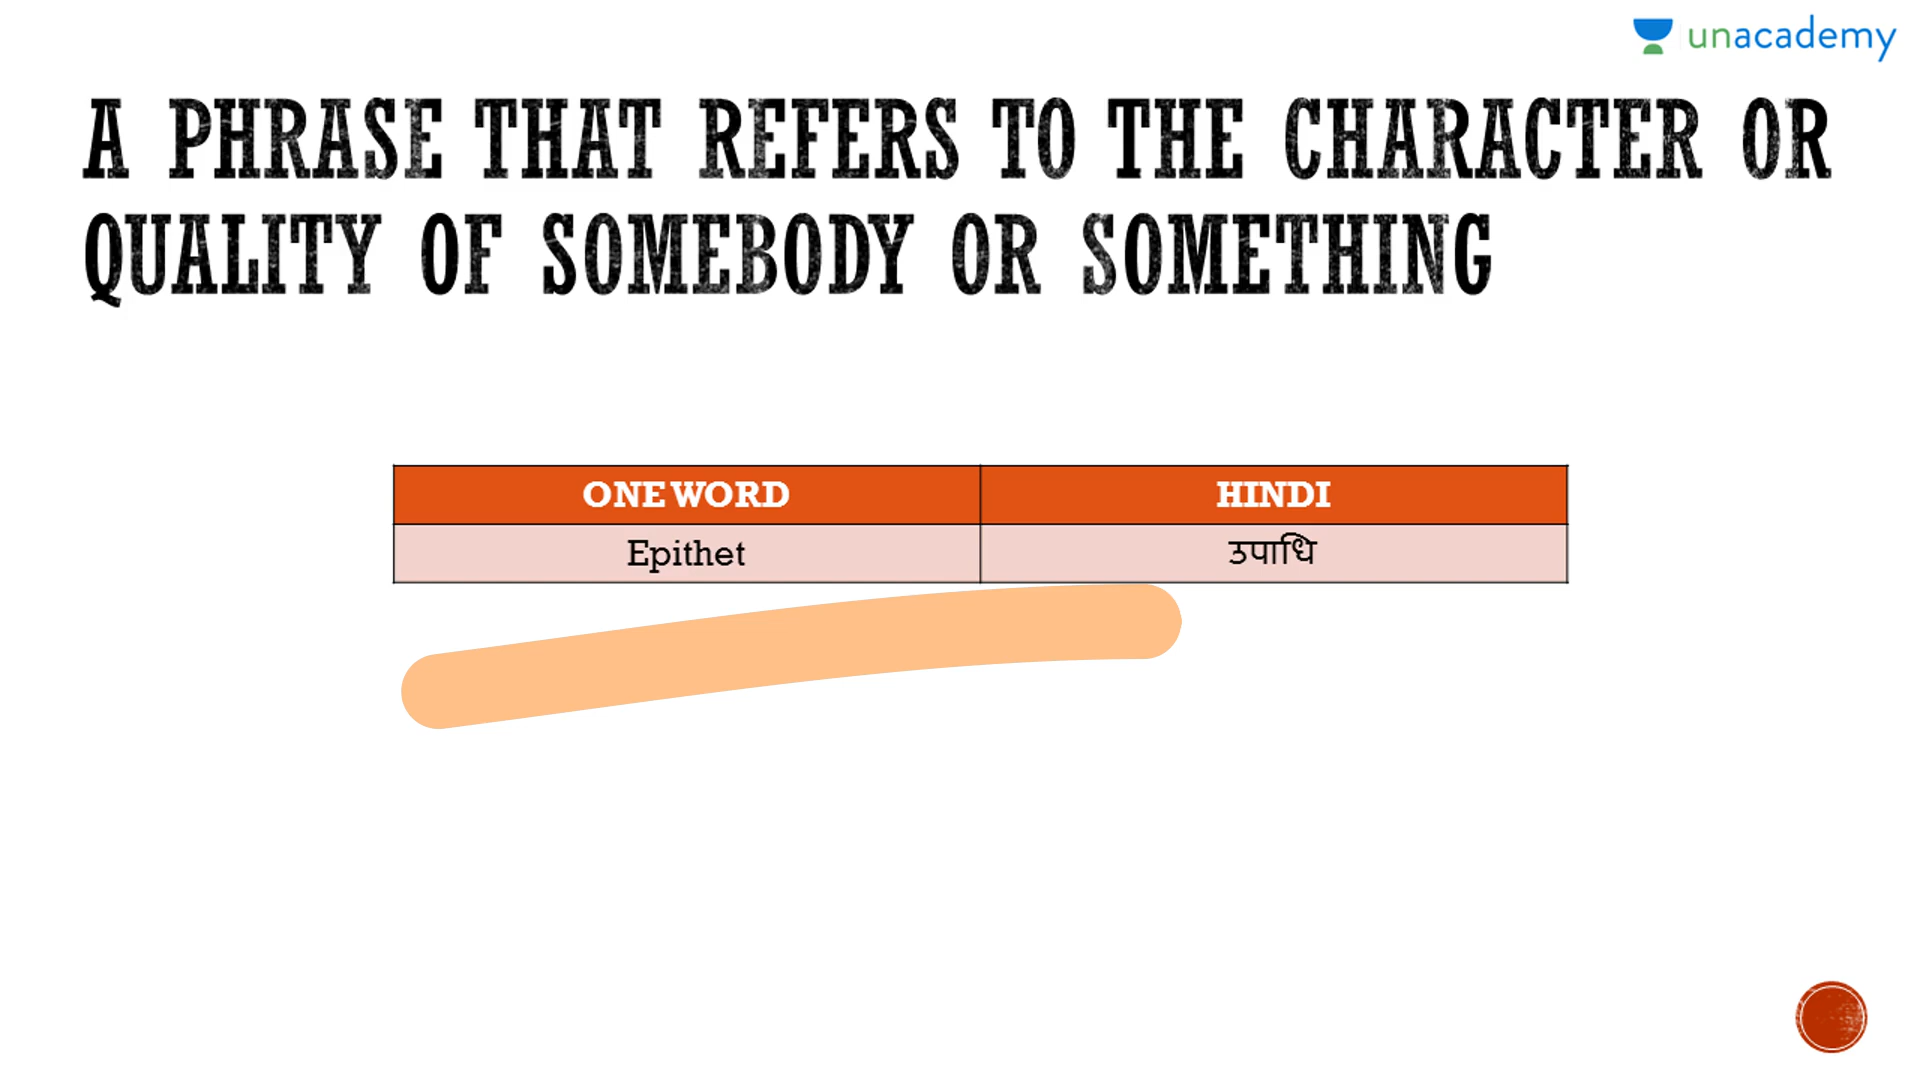 unacademy
A PHRASE THAT REFERS TO THE CHARACTER OR
QUALITY OF SOMEBODY OR SOMETHING
ONE WORD HINDI
Epithet उपाधि